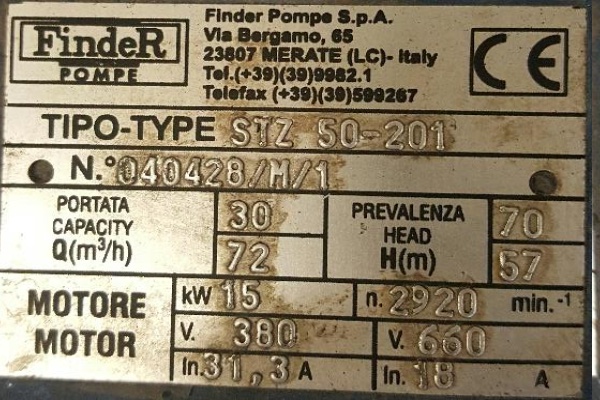 FindeR
POMPE
Finder Pompe S.p.A.
Via Bergamo, 65
23807 MERATE (LC)- Italy
Tel.(+39)(39)9982.1
Telefax (+39)(39)599267
CE
TIPO-TYPE STZ 50-201
N.° 040428/M/1
PORTATA
CAPACITY
Q(m³/h)
30
72
PREVALENZA
HEAD
H(m)
70
57
MOTORE
MOTOR
kW 15 n. 2920 min.-1
V. 380 V. 660
In. 31,3 A In. 18 A